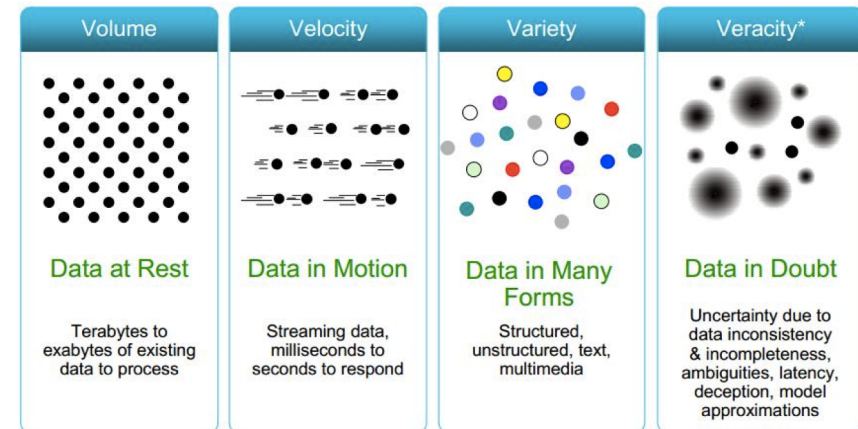 Volume
Data at Rest
Terabytes to
exabytes of existing
data to process
Velocity
Data in Motion
Streaming data,
milliseconds to
seconds to respond
Variety
Data in Many
Forms
Structured,
unstructured, text,
multimedia
Veracity*
Data in Doubt
Uncertainty due to
data inconsistency
& incompleteness,
ambiguities, latency,
deception, model
approximations